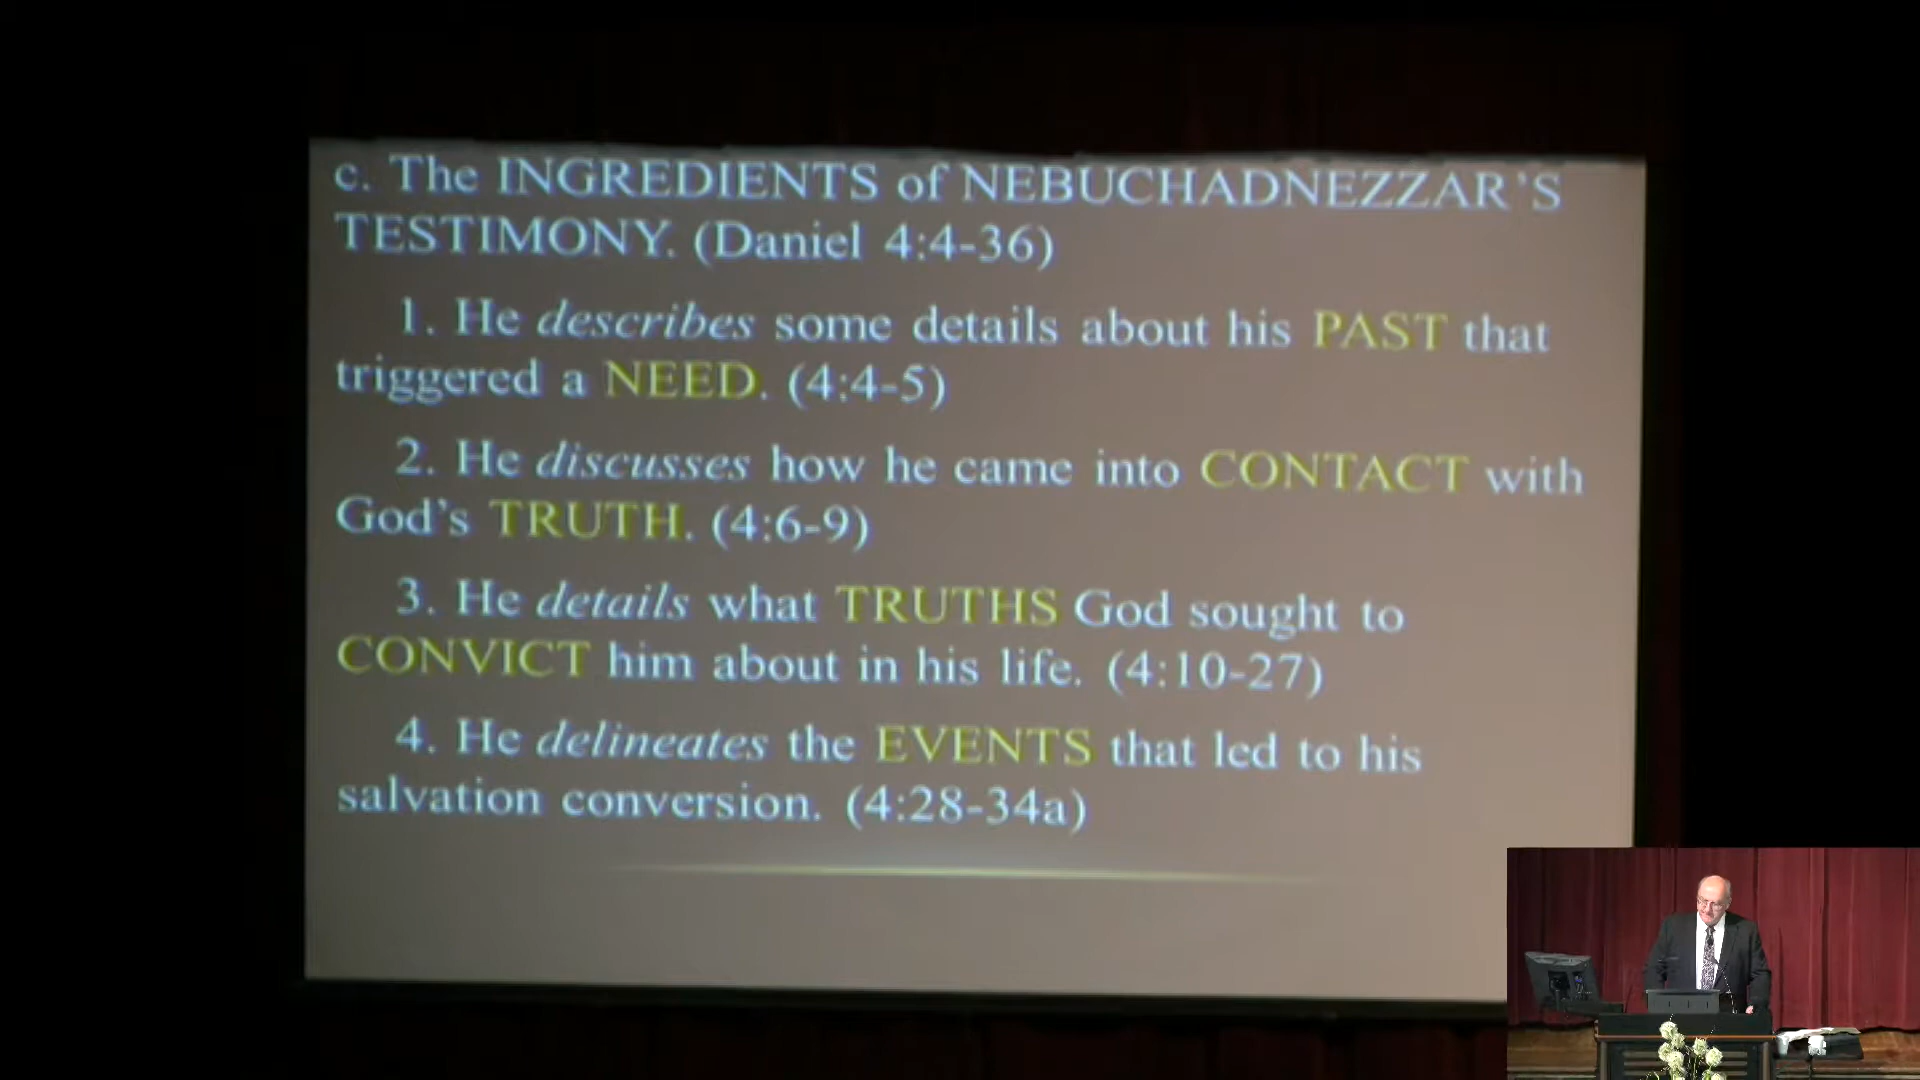 c. The INGREDIENTS of NEBUCHADNEZZAR'S
TESTIMONY. (Daniel 4:4-36)
1. He describes some details about his PAST that
triggered a NEED. (4:4-5)
2. He discusses how he came into CONTACT with
God's TRUTH. (4:6-9)
3. He details what TRUTHS God sought to
CONVICT him about in his life. (4:10-27)
4. He delineates the EVENTS that led to his
salvation conversion. (4:28-34a)